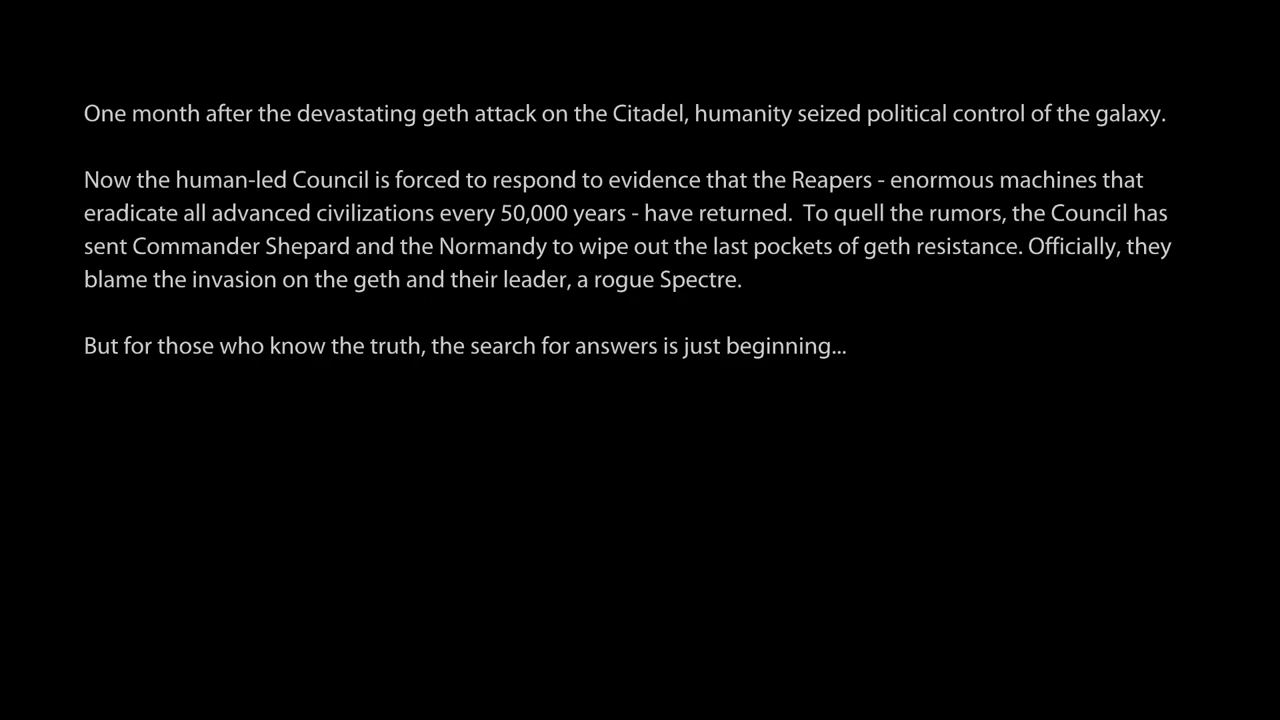 One month after the devastating geth attack on the Citadel, humanity seized political control of the galaxy.
Now the human-led Council is forced to respond to evidence that the Reapers - enormous machines that
eradicate all advanced civilizations every 50,000 years - have returned.  To quell the rumors, the Council has
sent Commander Shepard and the Normandy to wipe out the last pockets of geth resistance. Officially, they
blame the invasion on the geth and their leader, a rogue Spectre.
But for those who know the truth, the search for answers is just beginning...